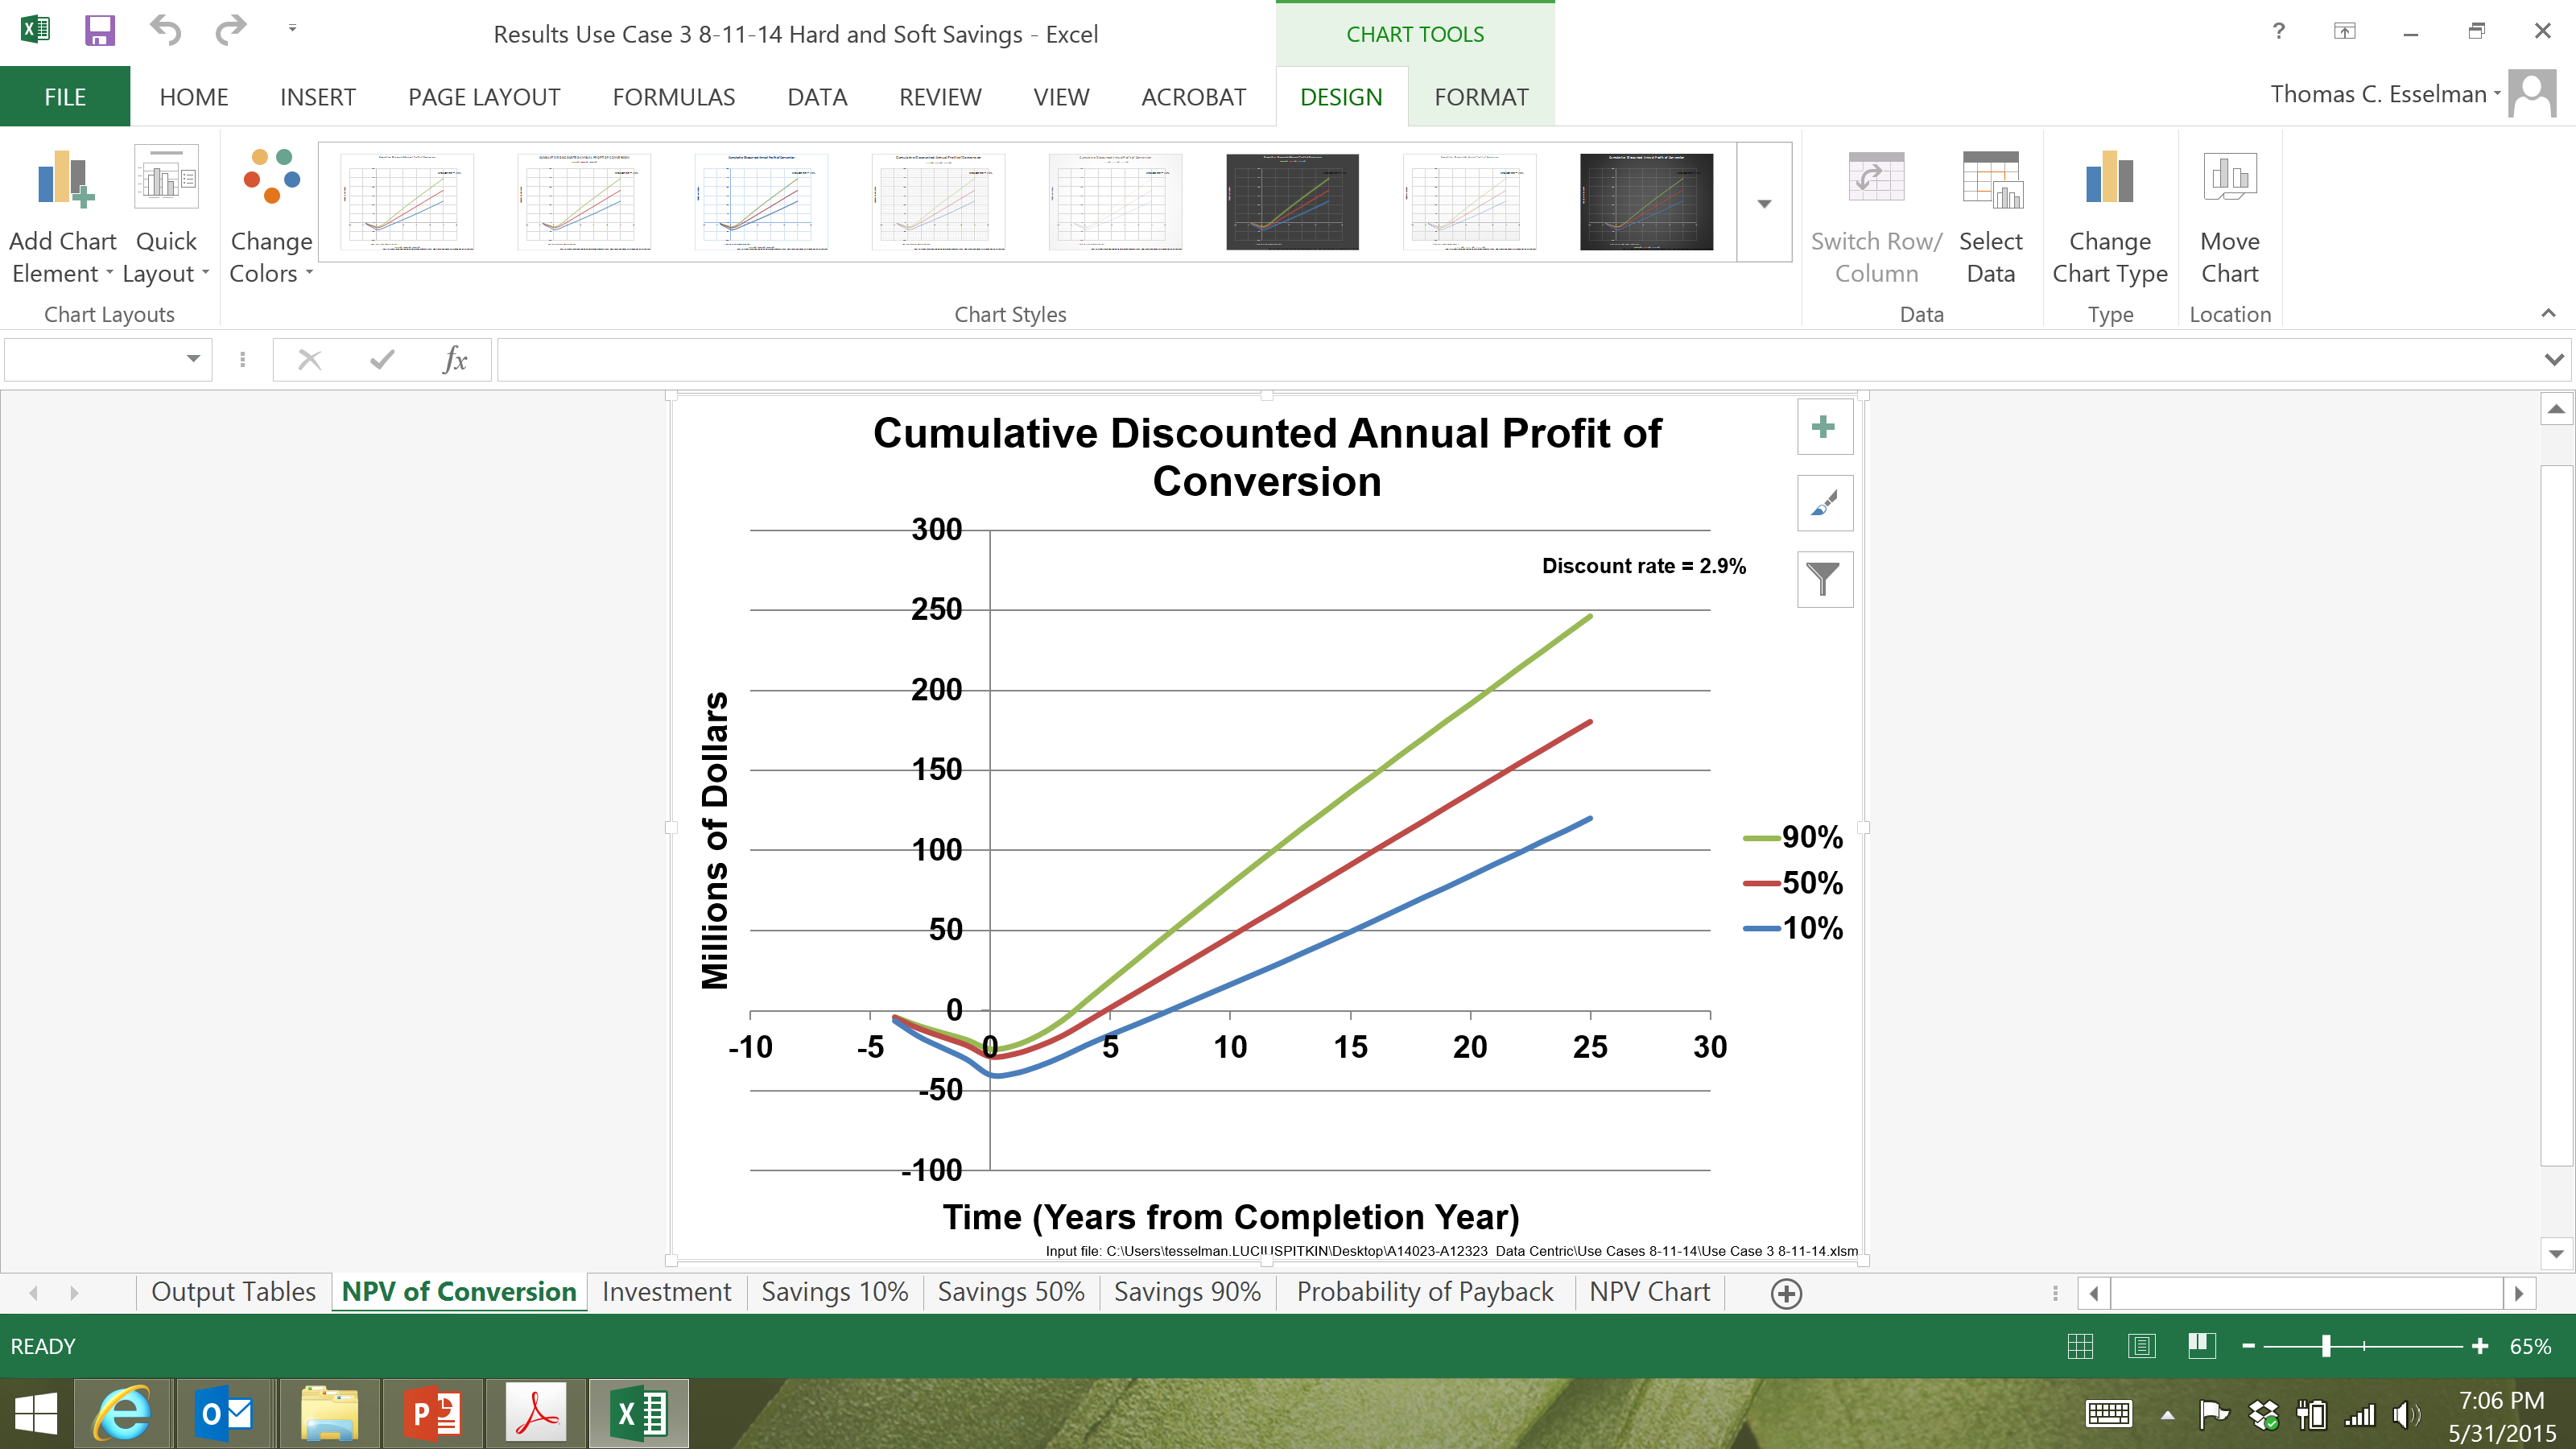 Results Use Case 3 8-11-14 Hard and Soft Savings - Excel
CHART TOOLS
?
FILE HOME INSERT PAGE LAYOUT FORMULAS DATA REVIEW VIEW ACROBAT DESIGN FORMAT
Thomas C. Esselman
Add Chart Element
Quick Layout
Change Colors
Switch Row/ Column
Select Data
Change Chart Type
Move Chart
Chart Layouts
Chart Styles
Data
Type
Location
fx
Cumulative Discounted Annual Profit of
Conversion
Discount rate = 2.9%
Millions of Dollars
300
250
200
150
100
50
0
-50
-100
-10 -5 0 5 10 15 20 25 30
90%
50%
10%
Time (Years from Completion Year)
Input file: C:\Users\tesselman.LUCIUSPITKIN\Desktop\A14023-A12323 Data Centric\Use Cases 8-11-14\Use Case 3 8-11-14.xlsm
Output Tables NPV of Conversion Investment Savings 10% Savings 50% Savings 90% Probability of Payback NPV Chart
READY
65%
7:06 PM
5/31/2015